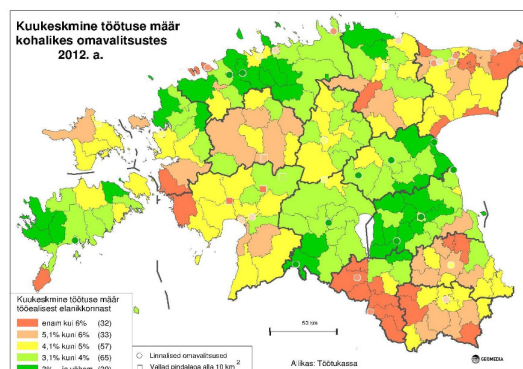 Kuukeskmine töötuse määr
kohalikes omavalitsustes
2012. a.
Kuukeskmine töötuse määr
tööealisest elanikkonnast
enam kui 6% (32)
5,1% kuni 6% (33)
4,1% kuni 5% (57)
3,1% kuni 4% (65)
50 km
Linnalised omavalitsused
Vallad pindalaga alla 10 km²
Allikas: Töötukassa
GEOMEDIA